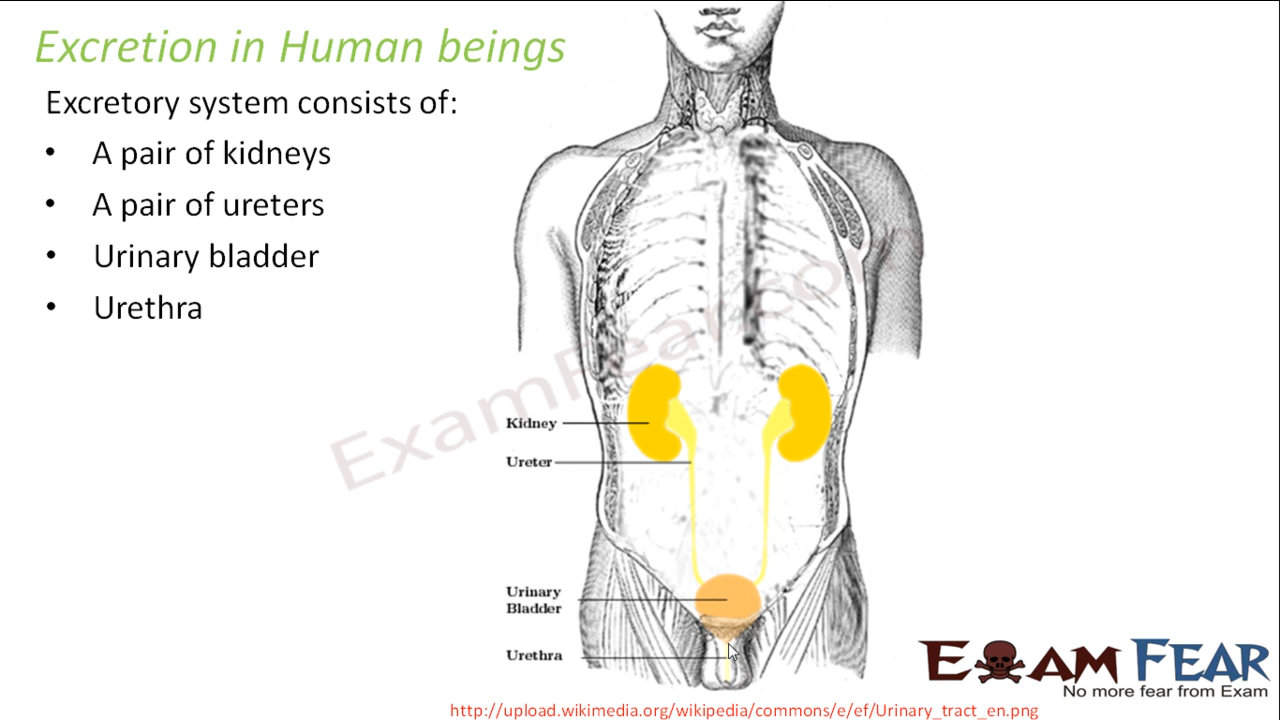 Excretion in Human beings
Excretory system consists of:
• A pair of kidneys
• A pair of ureters
• Urinary bladder
• Urethra
ExamFear.com
Kidney
Ureter
Urinary
Bladder
Urethra
EXAM FEAR
No more fear from Exam
http://upload.wikimedia.org/wikipedia/commons/e/ef/Urinary_tract_en.png